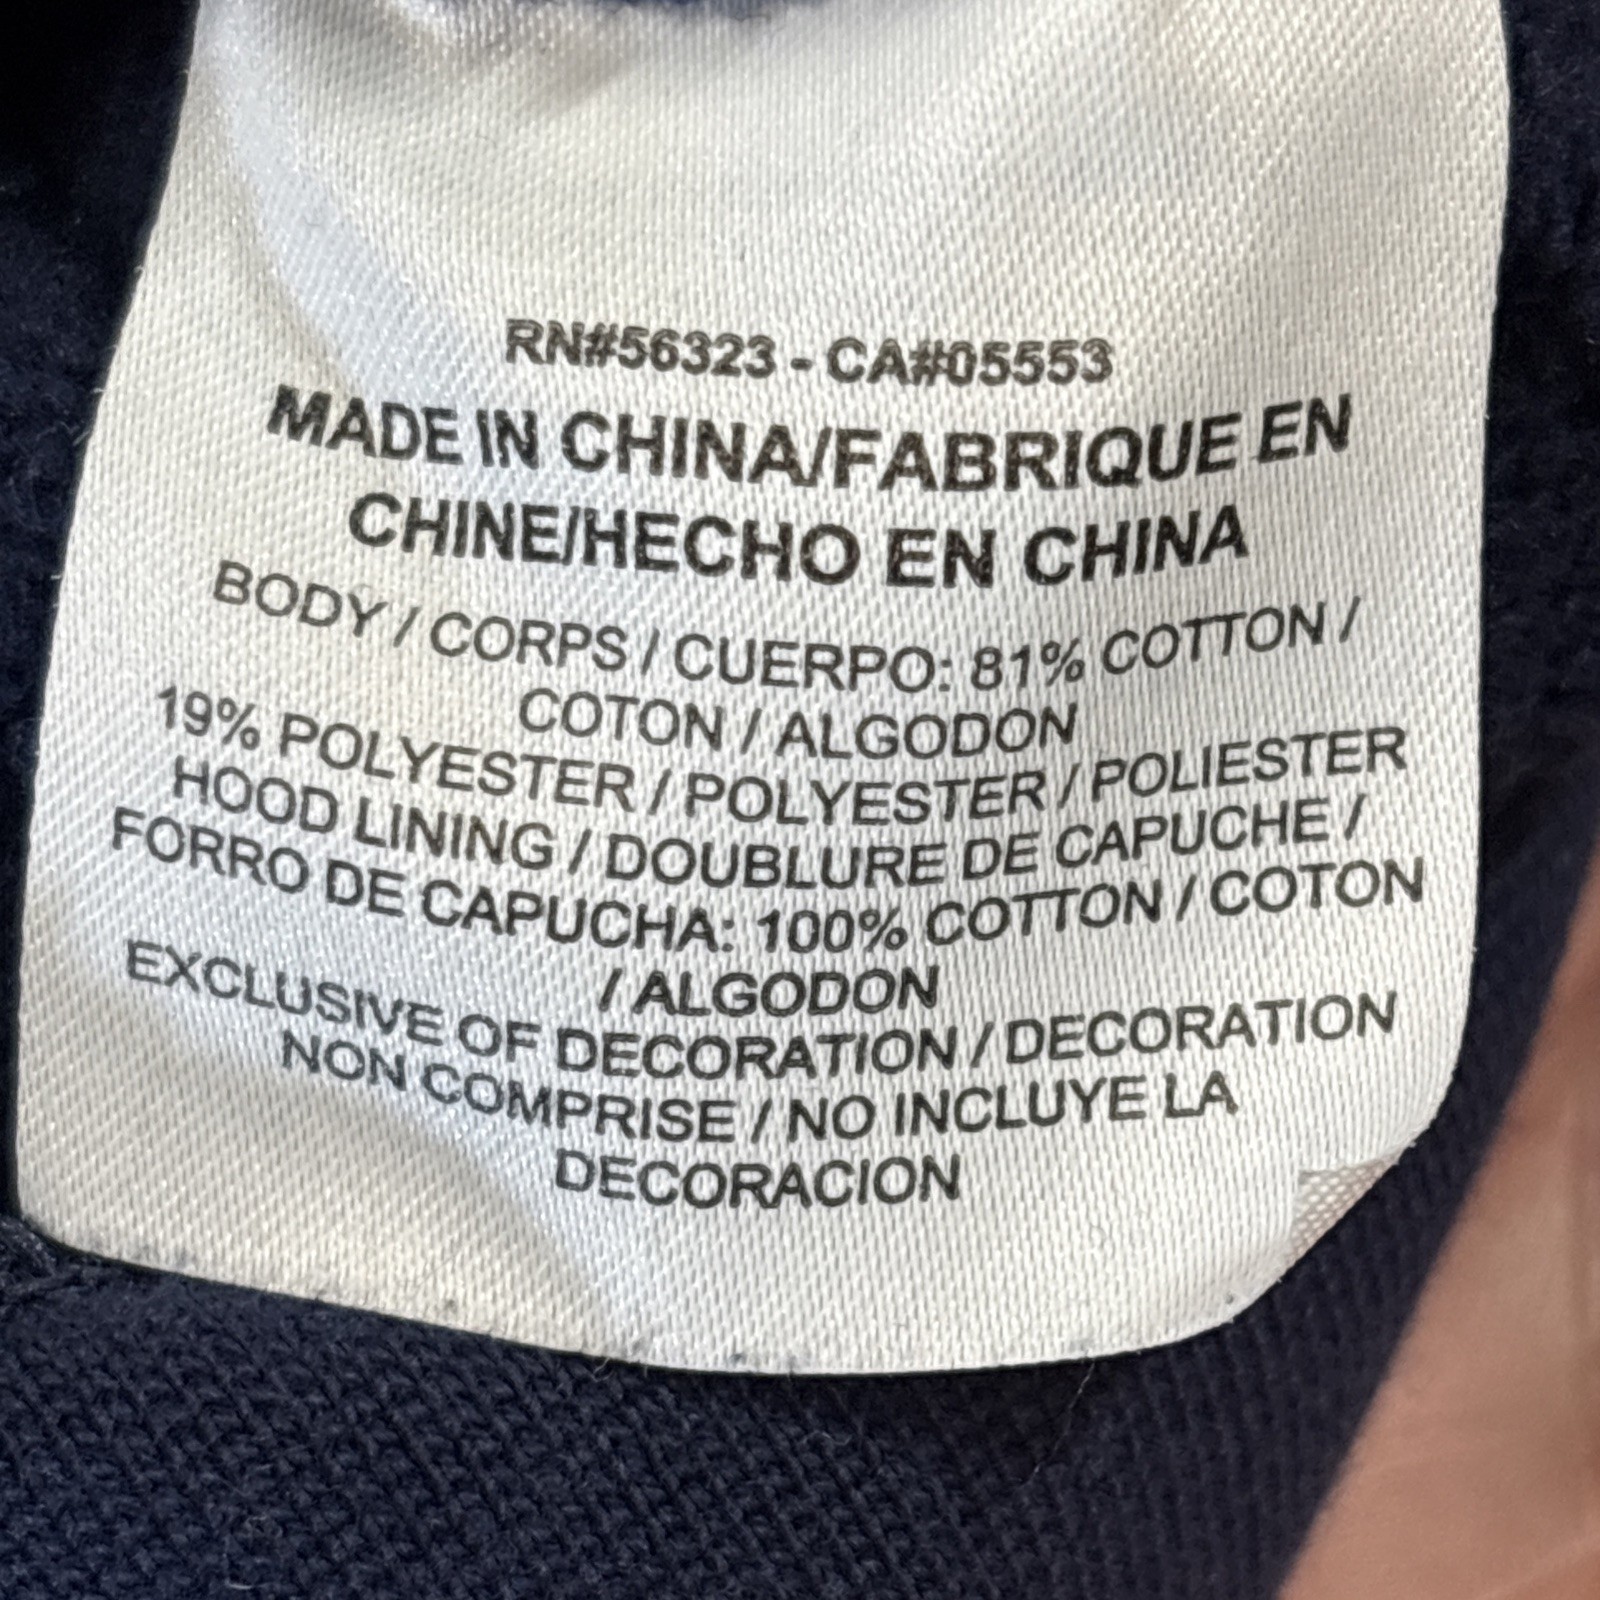 RN#56323 - CA#05553
MADE IN CHINA/FABRIQUE EN
CHINE/HECHO EN CHINA
BODY / CORPS / CUERPO: 81% COTTON /
COTON / ALGODON
19% POLYESTER / POLYESTER / POLIESTER
HOOD LINING / DOUBLURE DE CAPUCHE /
FORRO DE CAPUCHA: 100% COTTON / COTON
/ ALGODON
EXCLUSIVE OF DECORATION / DECORATION
NON COMPRISE / NO INCLUYE LA
DECORACION